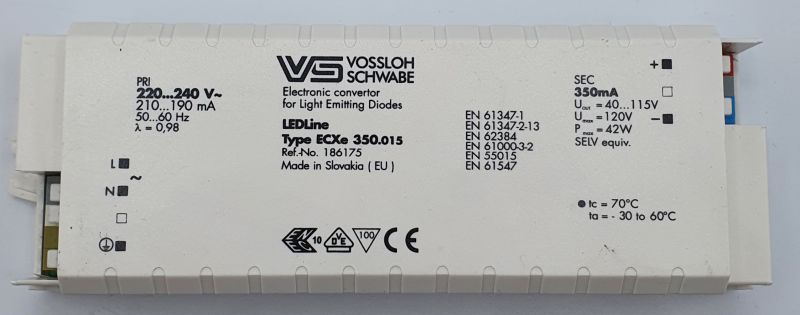 VS VOSSLOH
SCHWABE
Electronic convertor
for Light Emitting Diodes
LEDLine
Type ECXe 350.015
Ref.-No. 186175
Made in Slovakia ( EU )
PRI
220...240 V~
210...190 mA
50...60 Hz
λ = 0,98
L
~
N
EN 61347-1
EN 61347-2-13
EN 62384
EN 61000-3-2
EN 55015
EN 61547
SEC
350mA
Uout = 40...115V
Umax = 120V
Pmax = 42W
SELV equiv.
+
−
tc = 70°C
ta = - 30 to 60°C
10
VDE
100
CE